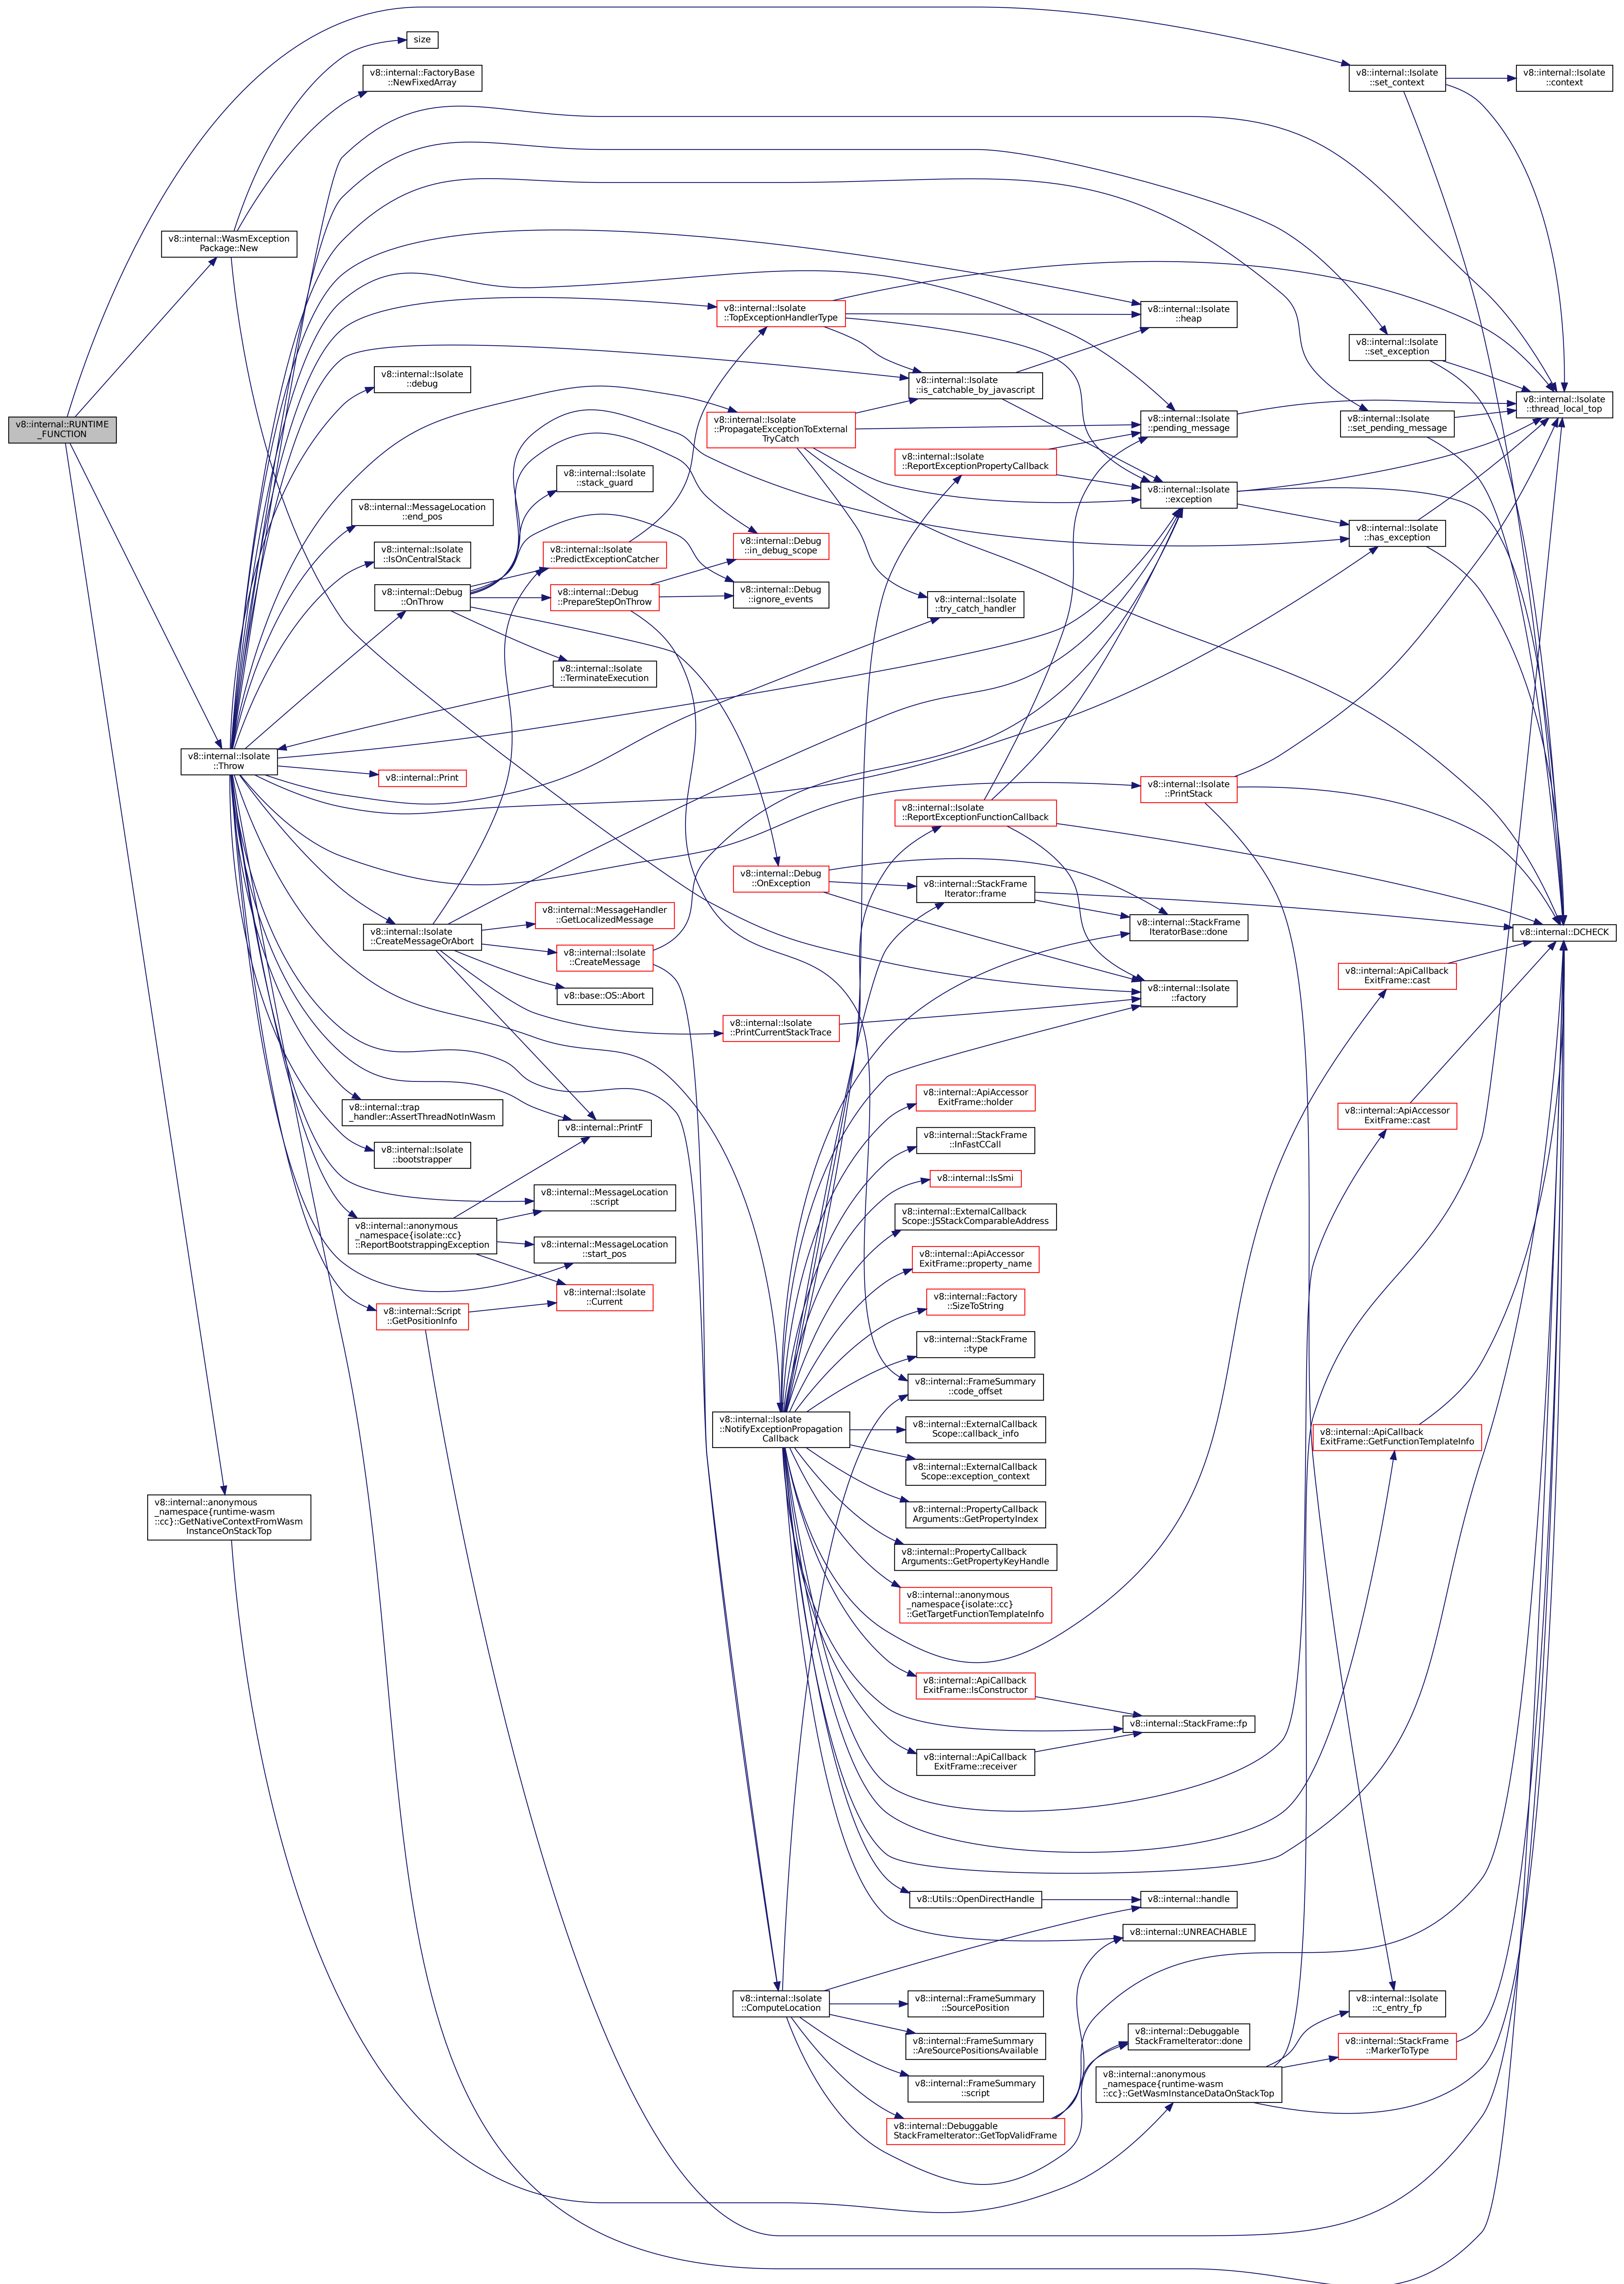 size
v8::internal::FactoryBase
::NewFixedArray
v8::internal::Isolate
::set_context
v8::internal::Isolate
::context
v8::internal::WasmException
Package::New
v8::internal::Isolate
::TopExceptionHandlerType
v8::internal::Isolate
::heap
v8::internal::Isolate
::set_exception
v8::internal::Isolate
::debug
v8::internal::Isolate
::is_catchable_by_javascript
v8::internal::Isolate
::thread_local_top
v8::internal::RUNTIME
_FUNCTION
v8::internal::Isolate
::PropagateExceptionToExternal
TryCatch
v8::internal::Isolate
::pending_message
v8::internal::Isolate
::set_pending_message
v8::internal::Isolate
::ReportExceptionPropertyCallback
v8::internal::Isolate
::stack_guard
v8::internal::Isolate
::exception
v8::internal::MessageLocation
::end_pos
v8::internal::Isolate
::has_exception
v8::internal::Debug
::in_debug_scope
v8::internal::Isolate
::IsOnCentralStack
v8::internal::Isolate
::PredictExceptionCatcher
v8::internal::Debug
::OnThrow
v8::internal::Debug
::PrepareStepOnThrow
v8::internal::Debug
::ignore_events
v8::internal::Isolate
::try_catch_handler
v8::internal::Isolate
::TerminateExecution
v8::internal::Isolate
::Throw
v8::internal::Print
v8::internal::Isolate
::PrintStack
v8::internal::Isolate
::ReportExceptionFunctionCallback
v8::internal::Debug
::OnException
v8::internal::StackFrame
Iterator::frame
v8::internal::MessageHandler
::GetLocalizedMessage
v8::internal::StackFrame
IteratorBase::done
v8::internal::DCHECK
v8::internal::Isolate
::CreateMessageOrAbort
v8::internal::Isolate
::CreateMessage
v8::internal::ApiCallback
ExitFrame::cast
v8::base::OS::Abort
v8::internal::Isolate
::factory
v8::internal::Isolate
::PrintCurrentStackTrace
v8::internal::ApiAccessor
ExitFrame::holder
v8::internal::trap
_handler::AssertThreadNotInWasm
v8::internal::ApiAccessor
ExitFrame::cast
v8::internal::PrintF
v8::internal::StackFrame
::InFastCCall
v8::internal::Isolate
::bootstrapper
v8::internal::IsSmi
v8::internal::MessageLocation
::script
v8::internal::ExternalCallback
Scope::JSStackComparableAddress
v8::internal::anonymous
_namespace{isolate::cc}
::ReportBootstrappingException
v8::internal::MessageLocation
::start_pos
v8::internal::ApiAccessor
ExitFrame::property_name
v8::internal::Isolate
::Current
v8::internal::Factory
::SizeToString
v8::internal::Script
::GetPositionInfo
v8::internal::StackFrame
::type
v8::internal::FrameSummary
::code_offset
v8::internal::Isolate
::NotifyExceptionPropagation
Callback
v8::internal::ExternalCallback
Scope::callback_info
v8::internal::ApiCallback
ExitFrame::GetFunctionTemplateInfo
v8::internal::ExternalCallback
Scope::exception_context
v8::internal::anonymous
_namespace{runtime-wasm
::cc}::GetNativeContextFromWasm
InstanceOnStackTop
v8::internal::PropertyCallback
Arguments::GetPropertyIndex
v8::internal::PropertyCallback
Arguments::GetPropertyKeyHandle
v8::internal::anonymous
_namespace{isolate::cc}
::GetTargetFunctionTemplateInfo
v8::internal::ApiCallback
ExitFrame::IsConstructor
v8::internal::StackFrame::fp
v8::internal::ApiCallback
ExitFrame::receiver
v8::Utils::OpenDirectHandle
v8::internal::handle
v8::internal::UNREACHABLE
v8::internal::Isolate
::ComputeLocation
v8::internal::FrameSummary
::SourcePosition
v8::internal::Isolate
::c_entry_fp
v8::internal::FrameSummary
::AreSourcePositionsAvailable
v8::internal::Debuggable
StackFrameIterator::done
v8::internal::StackFrame
::MarkerToType
v8::internal::FrameSummary
::script
v8::internal::anonymous
_namespace{runtime-wasm
::cc}::GetWasmInstanceDataOnStackTop
v8::internal::Debuggable
StackFrameIterator::GetTopValidFrame